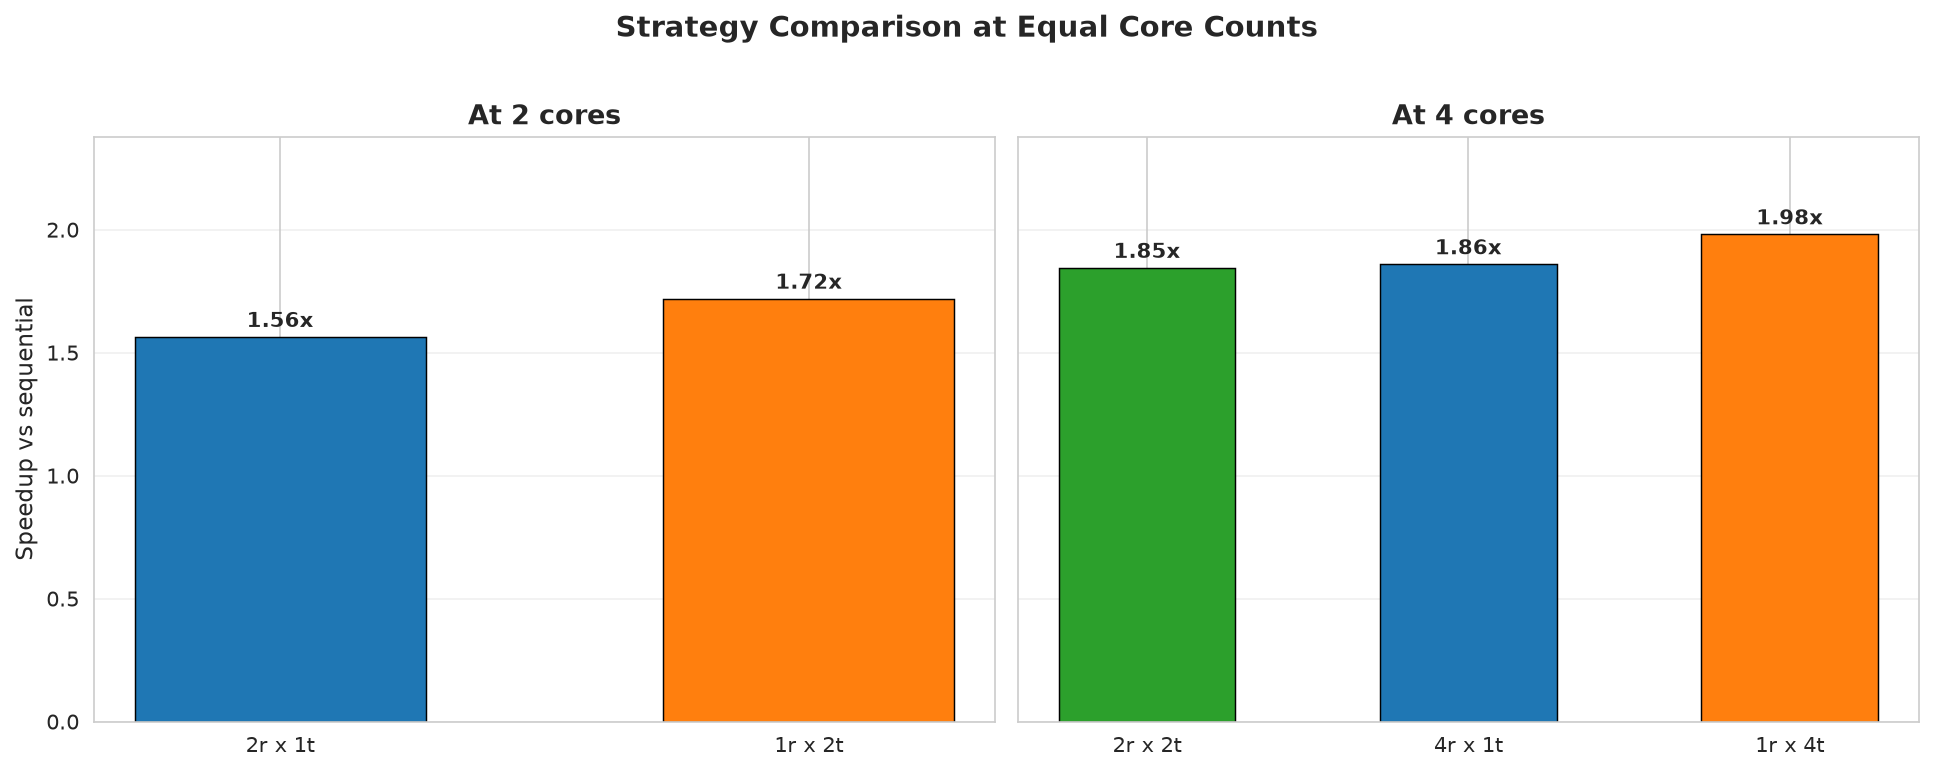 Strategy Comparison at Equal Core Counts
At 2 cores
Speedup vs sequential
2.0
1.5
1.0
0.5
0.0
1.56x
1.72x
2r x 1t
1r x 2t
At 4 cores
1.85x
1.86x
1.98x
2r x 2t
4r x 1t
1r x 4t